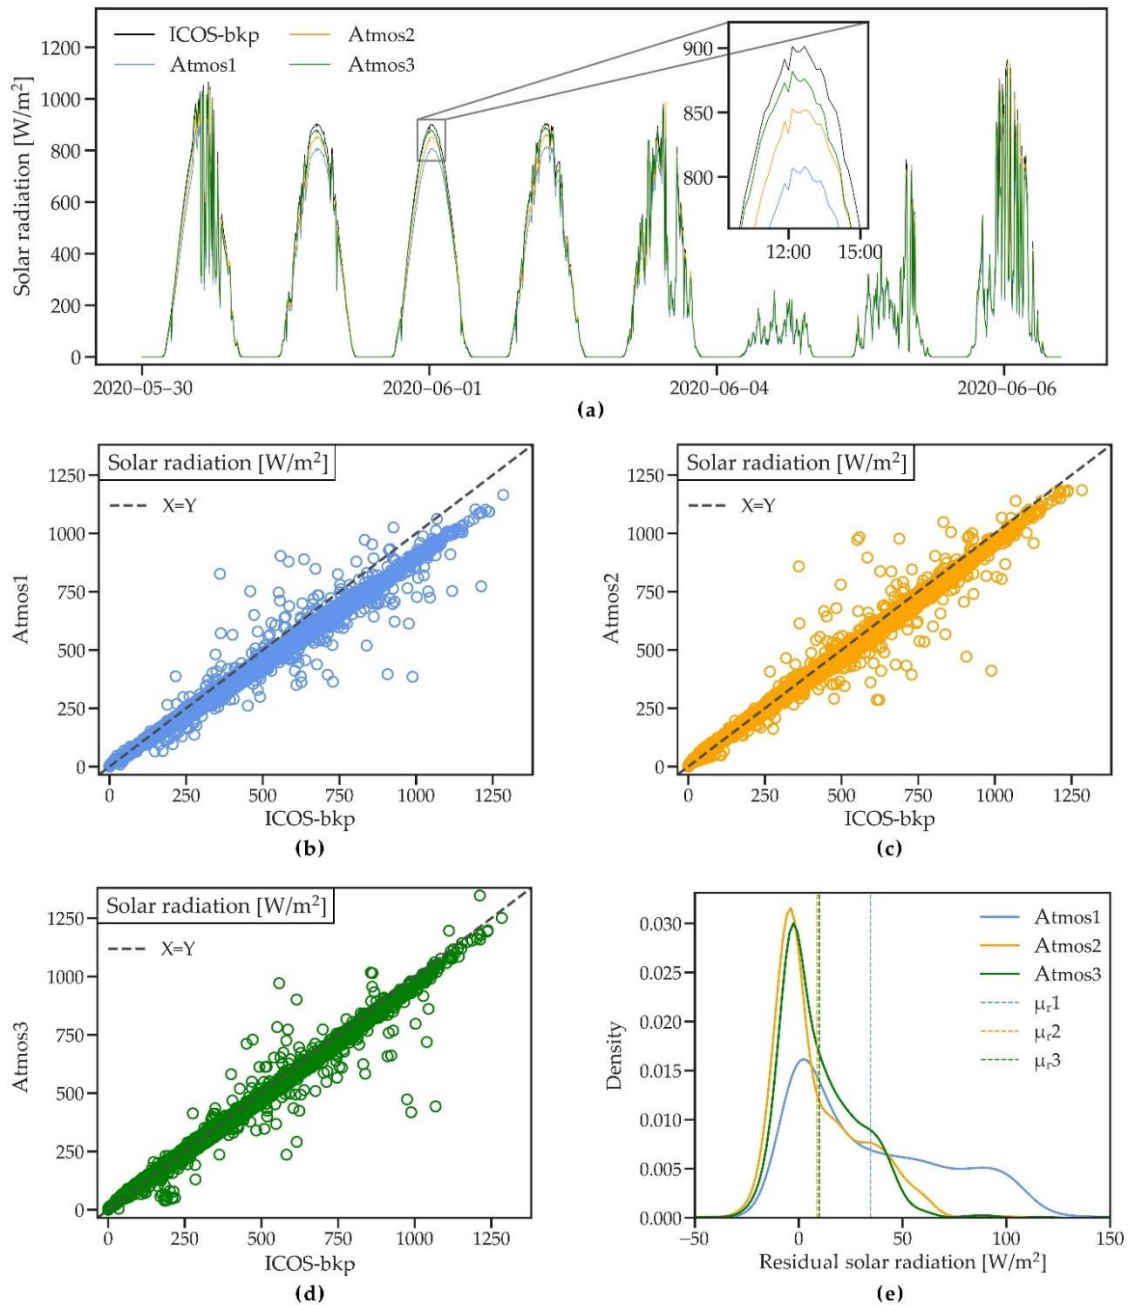 ICOS-bkp
Atmos1
Atmos2
Atmos3
Solar radiation [W/m²]
1200
1000
800
600
400
200
0
900
850
800
12:00 15:00
2020-05-30 2020-06-01 2020-06-04 2020-06-06
(a)
Solar radiation [W/m²]
X=Y
Atmos1
1250
1000
750
500
250
0
0 250 500 750 1000 1250
ICOS-bkp
(b)
Solar radiation [W/m²]
X=Y
Atmos2
1250
1000
750
500
250
0
0 250 500 750 1000 1250
ICOS-bkp
(c)
Solar radiation [W/m²]
X=Y
Atmos3
1250
1000
750
500
250
0
0 250 500 750 1000 1250
ICOS-bkp
(d)
Atmos1
Atmos2
Atmos3
μr1
μr2
μr3
Density
0.030
0.025
0.020
0.015
0.010
0.005
0.000
−50 0 50 100 150
Residual solar radiation [W/m²]
(e)